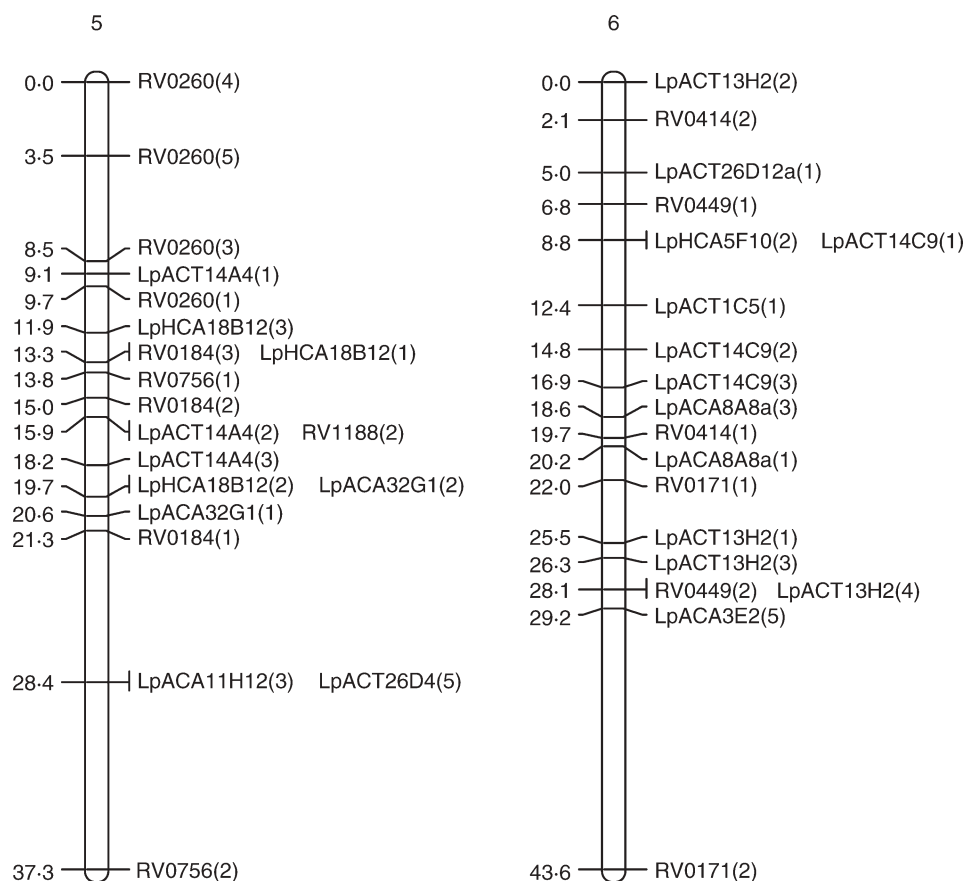 5
0·0 RV0260(4)
3·5 RV0260(5)
8·5 RV0260(3)
9·1 LpACT14A4(1)
9·7 RV0260(1)
11·9 LpHCA18B12(3)
13·3 RV0184(3) LpHCA18B12(1)
13·8 RV0756(1)
15·0 RV0184(2)
15·9 LpACT14A4(2) RV1188(2)
18·2 LpACT14A4(3)
19·7 LpHCA18B12(2) LpACA32G1(2)
20·6 LpACA32G1(1)
21·3 RV0184(1)
28·4 LpACA11H12(3) LpACT26D4(5)
37·3 RV0756(2)
6
0·0 LpACT13H2(2)
2·1 RV0414(2)
5·0 LpACT26D12a(1)
6·8 RV0449(1)
8·8 LpHCA5F10(2) LpACT14C9(1)
12·4 LpACT1C5(1)
14·8 LpACT14C9(2)
16·9 LpACT14C9(3)
18·6 LpACA8A8a(3)
19·7 RV0414(1)
20·2 LpACA8A8a(1)
22·0 RV0171(1)
25·5 LpACT13H2(1)
26·3 LpACT13H2(3)
28·1 RV0449(2) LpACT13H2(4)
29·2 LpACA3E2(5)
43·6 RV0171(2)